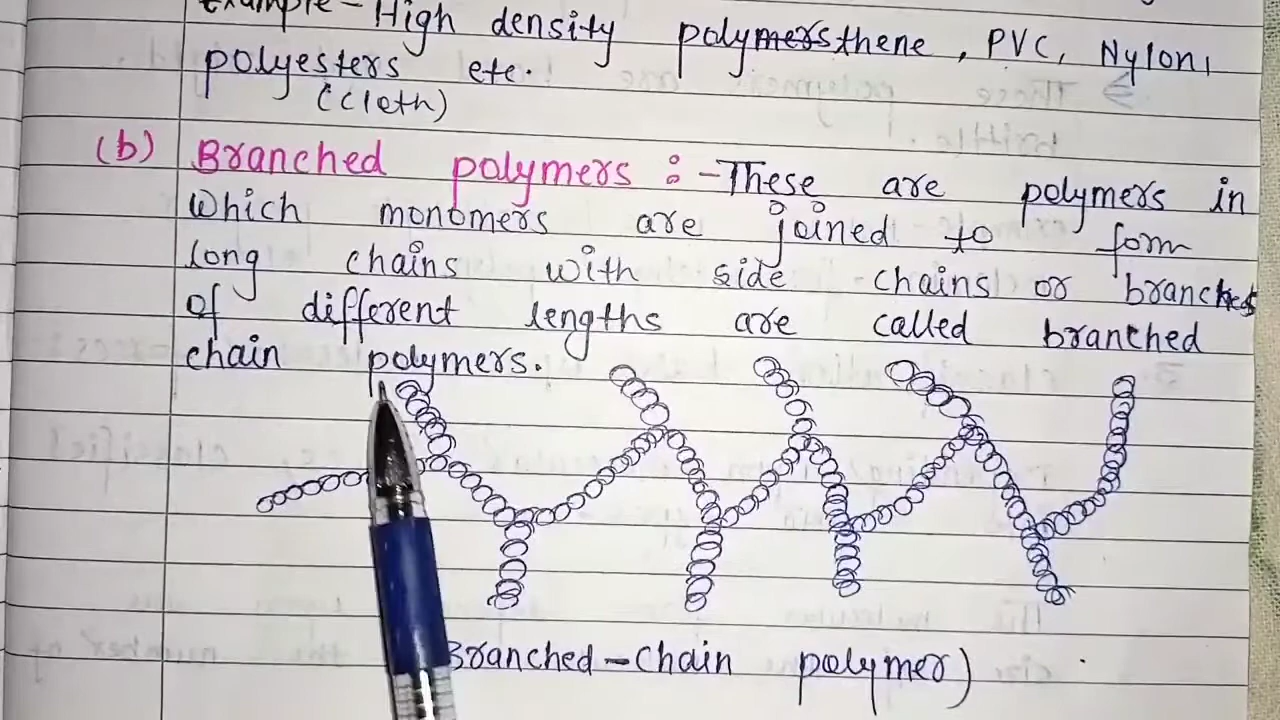 Example - High density polymersthene, PVC, Nylon,
polyesters etc.
(cloth)
(b) Branched polymers :- These are polymers in
which monomers are joined to form
long chains with side chains or branches
of different lengths are called branched
chain polymers.
Branched-chain polymer)